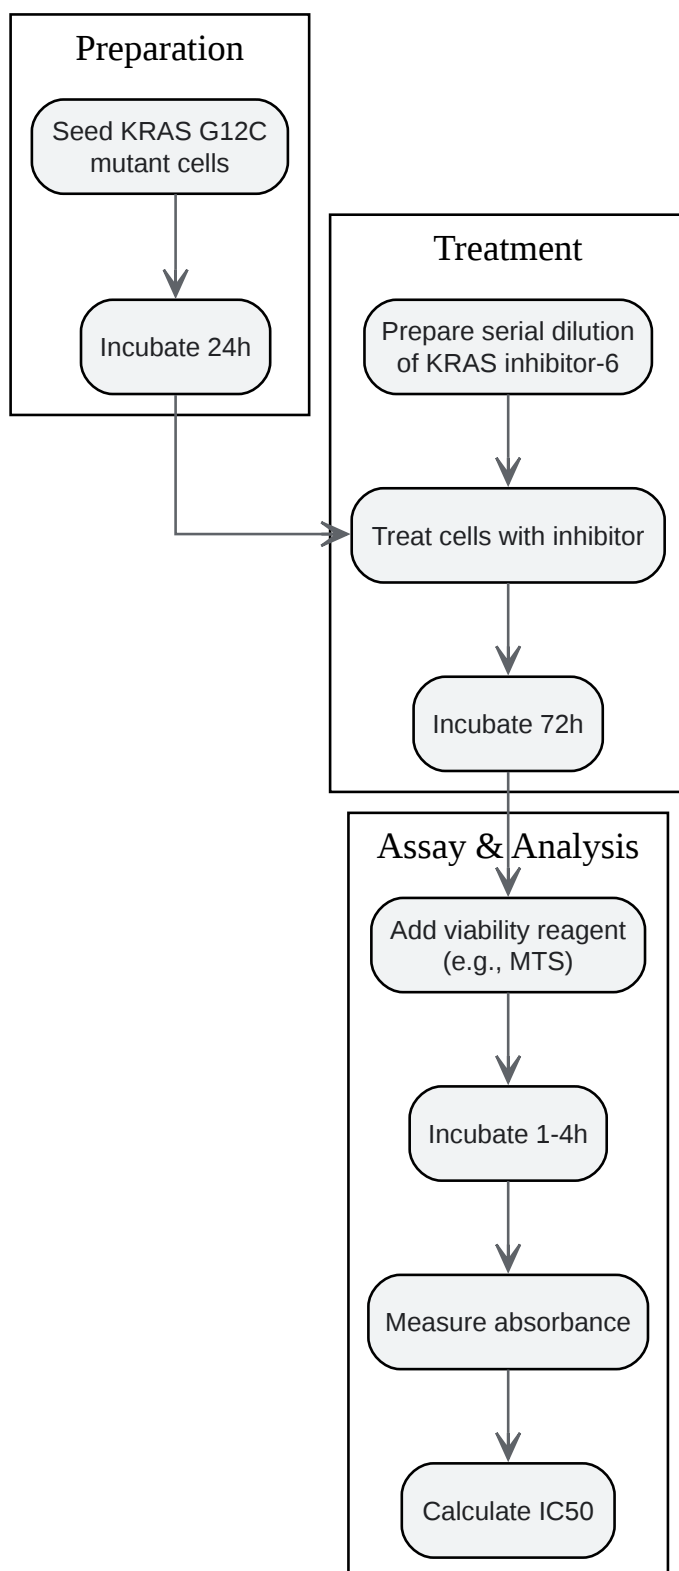 Preparation
Seed KRAS G12C
mutant cells
Incubate 24h
Treatment
Prepare serial dilution
of KRAS inhibitor-6
Treat cells with inhibitor
Incubate 72h
Assay & Analysis
Add viability reagent
(e.g., MTS)
Incubate 1-4h
Measure absorbance
Calculate IC50